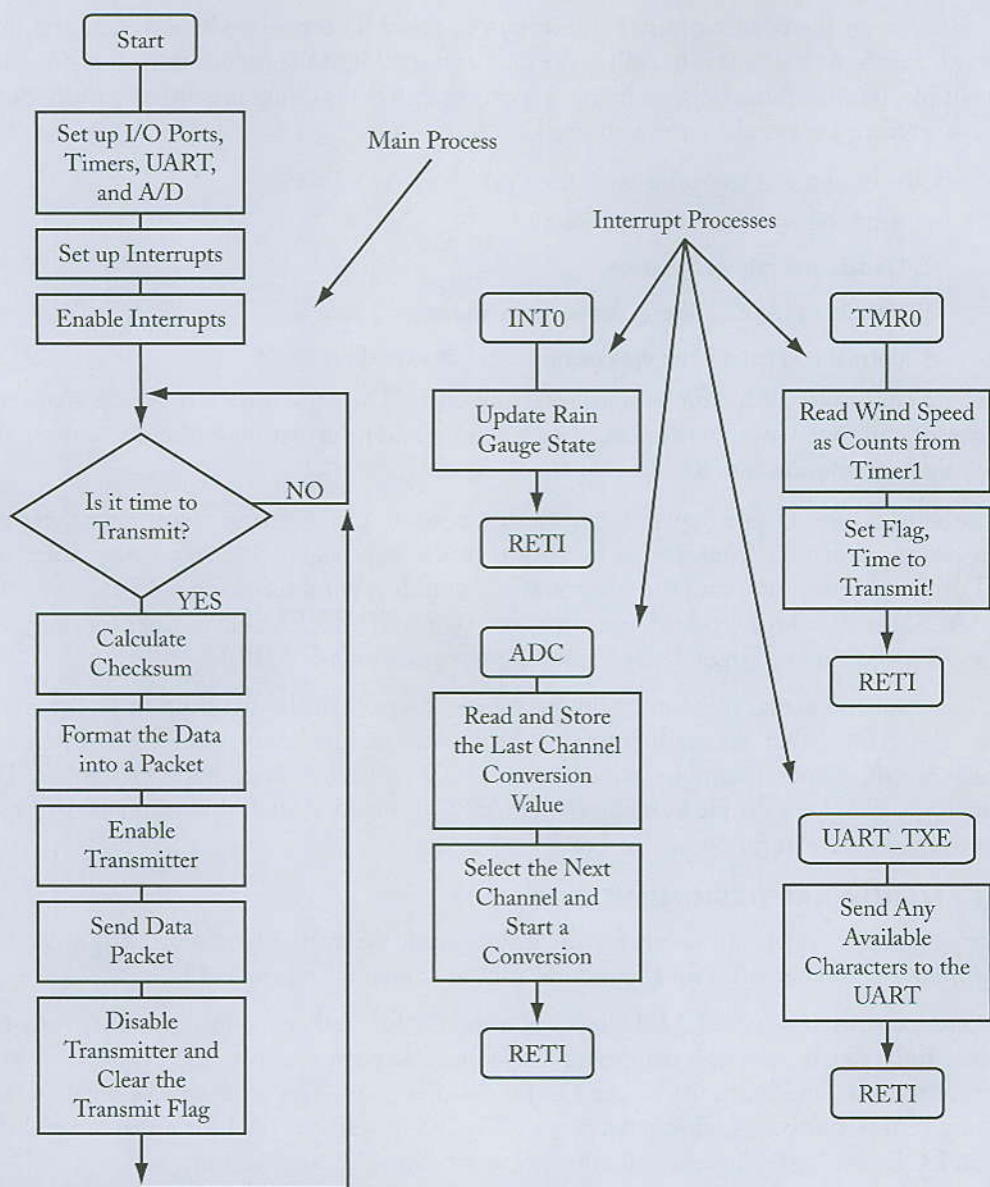 Start
Set up I/O Ports,
Timers, UART,
and A/D
Set up Interrupts
Enable Interrupts
Main Process
Is it time to
Transmit?
NO
YES
Calculate
Checksum
Format the Data
into a Packet
Enable
Transmitter
Send Data
Packet
Disable
Transmitter and
Clear the
Transmit Flag
Interrupt Processes
INT0
Update Rain
Gauge State
RETI
ADC
Read and Store
the Last Channel
Conversion
Value
Select the Next
Channel and
Start a
Conversion
RETI
TMR0
Read Wind Speed
as Counts from
Timer1
Set Flag,
Time to
Transmit!
RETI
UART_TXE
Send Any
Available
Characters to the
UART
RETI